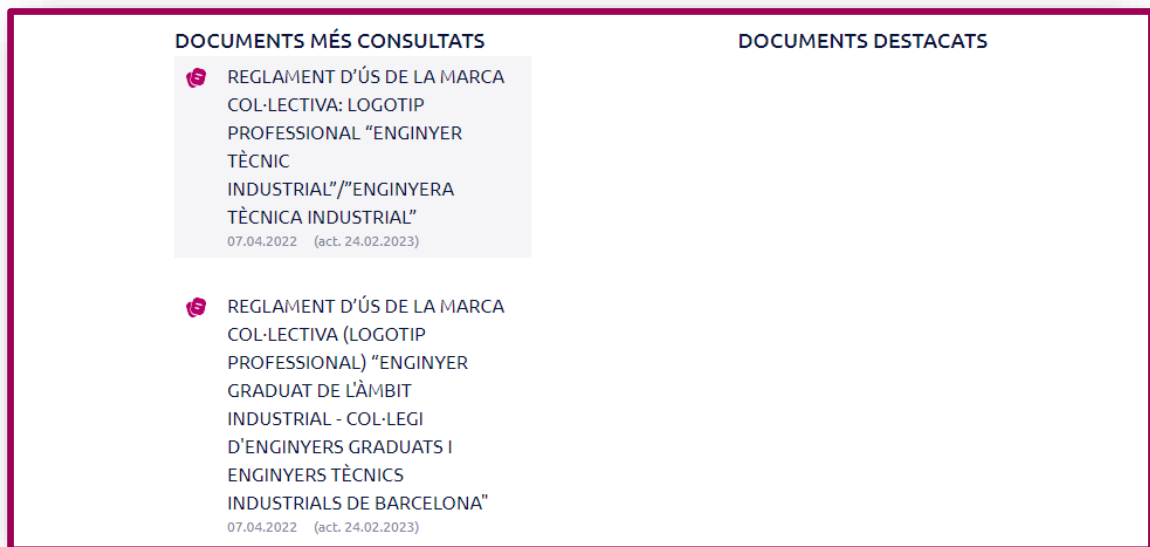 DOCUMENTS MÉS CONSULTATS
REGLAMENT D’ÚS DE LA MARCA
COL·LECTIVA: LOGOTIP
PROFESSIONAL “ENGINYER
TÈCNIC
INDUSTRIAL”/”ENGINYERA
TÈCNICA INDUSTRIAL”
07.04.2022 (act. 24.02.2023)
REGLAMENT D’ÚS DE LA MARCA
COL·LECTIVA (LOGOTIP
PROFESSIONAL) “ENGINYER
GRADUAT DE L'ÀMBIT
INDUSTRIAL - COL·LEGI
D'ENGINYERS GRADUATS I
ENGINYERS TÈCNICS
INDUSTRIALS DE BARCELONA"
07.04.2022 (act. 24.02.2023)
DOCUMENTS DESTACATS